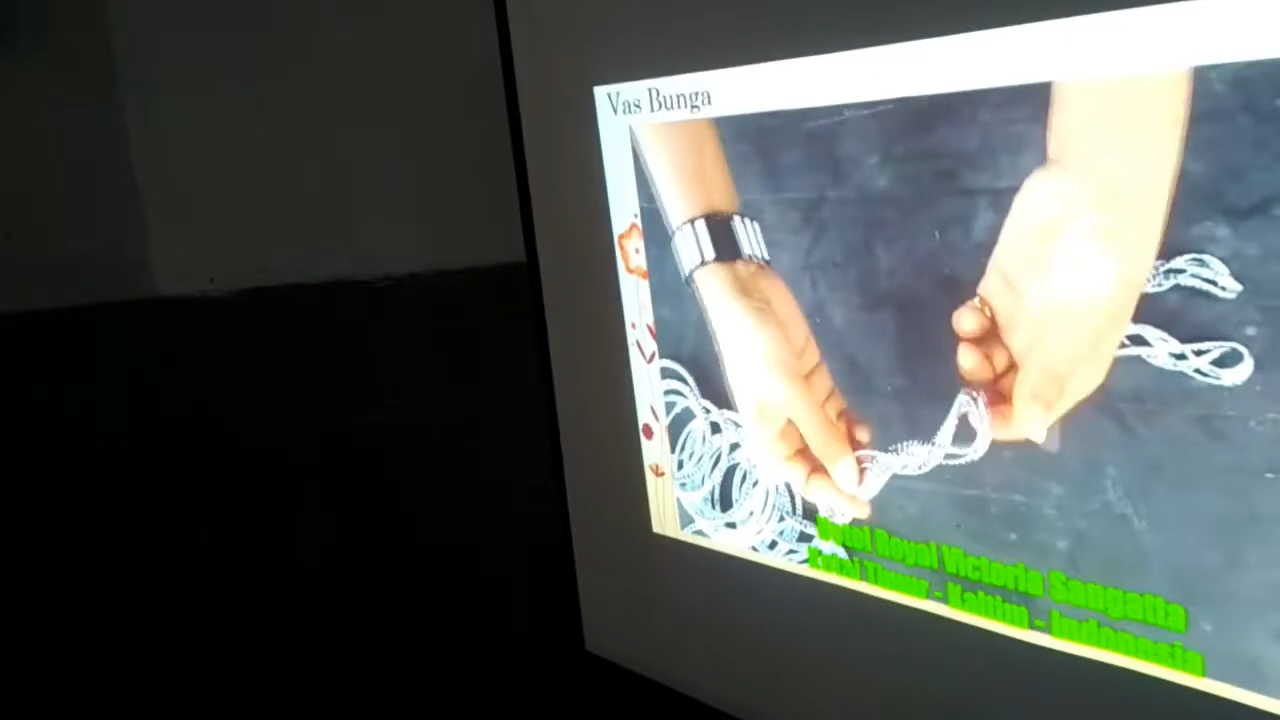 Vas Bunga
Hotel Royal Victoria Sangatta
Kutai Timur - Kaltim - Indonesia